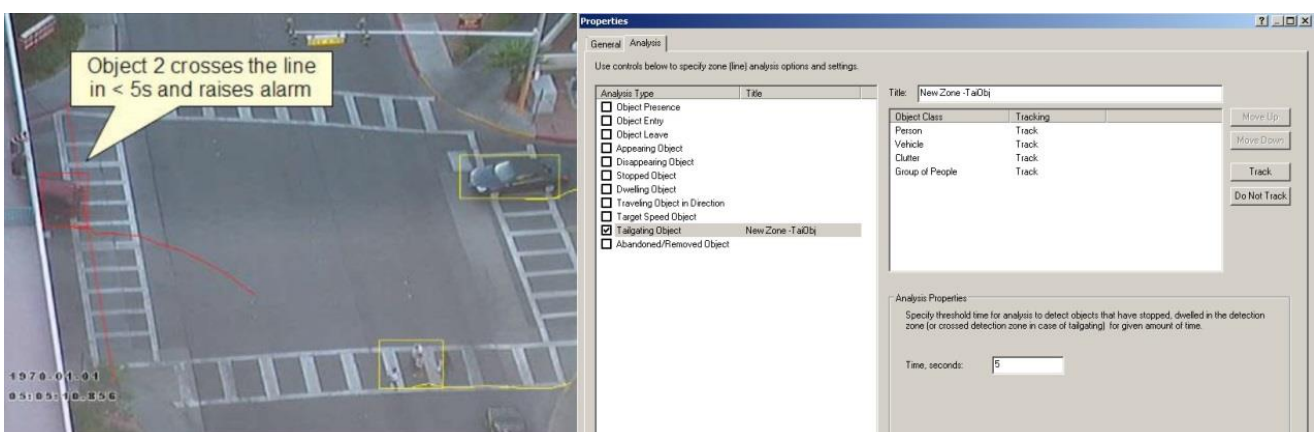 Object 2 crosses the line
in < 5s and raises alarm
1970-01-01
05:05:10.856
Properties
General Analysis
Use controls below to specify zone (line) analysis options and settings.
Analysis Type Title
Object Presence
Object Entry
Object Leave
Appearing Object
Disappearing Object
Stopped Object
Dwelling Object
Traveling Object in Direction
Target Speed Object
Tailgating Object New Zone -TaiObj
Abandoned/Removed Object
Title: New Zone -TaiObj
Object Class Tracking
Person Track
Vehicle Track
Clutter Track
Group of People Track
Move Up
Move Down
Track
Do Not Track
Analysis Properties
Specify threshold time for analysis to detect objects that have stopped, dwelled in the detection
zone (or crossed detection zone in case of tailgating) for given amount of time.
Time, seconds: 5